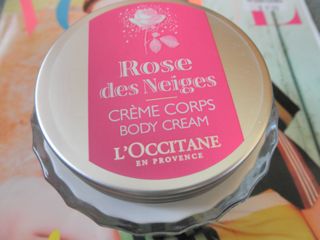 Rose
des Neiges
CRÈME CORPS
BODY CREAM
L'OCCITANE
EN PROVENCE